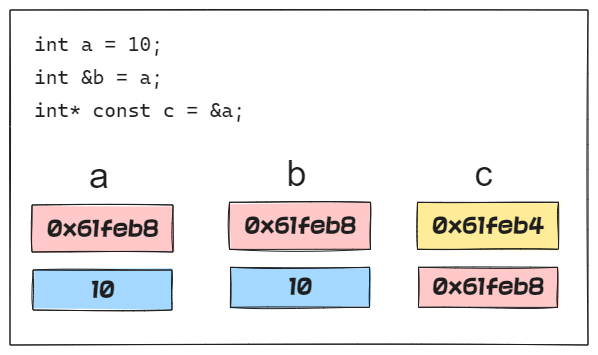 int a = 10;
int &b = a;
int* const c = &a;
a b c
0x61feb8 0x61feb8 0x61feb4
10 10 0x61feb8